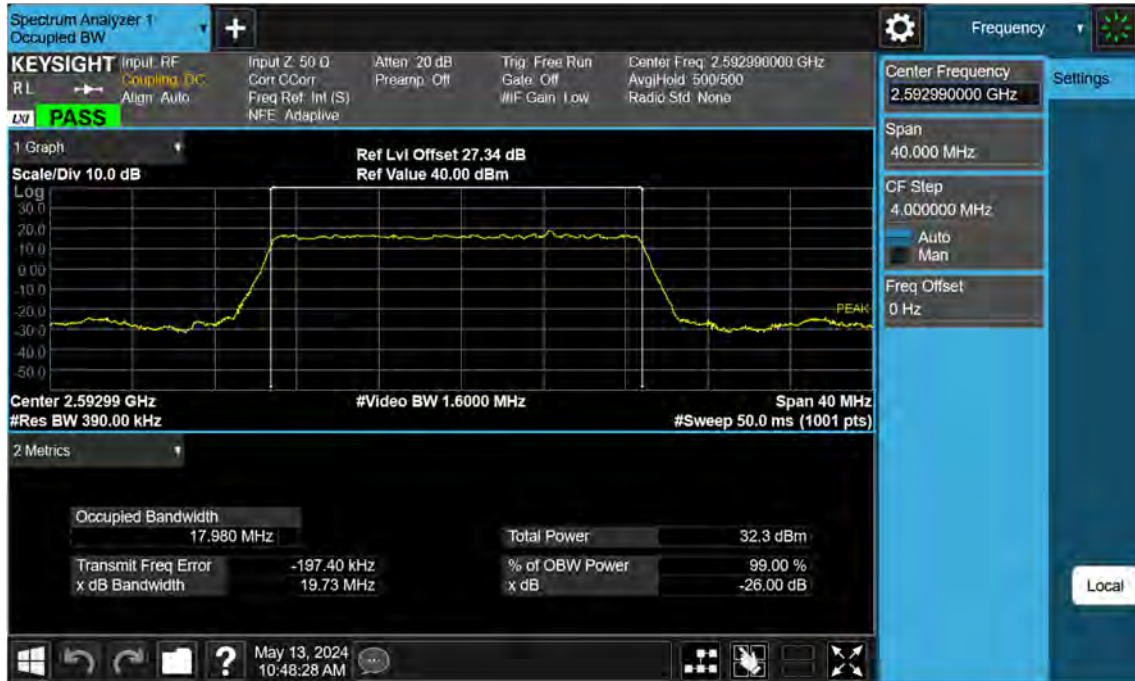 Spectrum Analyzer 1
Occupied BW
+
Frequency
KEYSIGHT
Input: RF
Coupling: DC
Align: Auto
Input Z: 50 Ω
Corr CCorr
Freq Ref: Int (S)
NFE: Adaptive
Atten: 20 dB
Preamp: Off
Trig: Free Run
Gate: Off
#IF Gain: Low
Center Freq: 2.592990000 GHz
Avg|Hold: 500/500
Radio Std: None
R L
LXI
PASS
Center Frequency
2.592990000 GHz
Settings
Span
40.000 MHz
CF Step
4.000000 MHz
Auto
Man
Freq Offset
0 Hz
1 Graph
Scale/Div 10.0 dB
Ref Lvl Offset 27.34 dB
Ref Value 40.00 dBm
Log
30.0
20.0
10.0
0.00
-10.0
-20.0
-30.0
-40.0
-50.0
PEAK
Center 2.59299 GHz
#Video BW 1.6000 MHz
Span 40 MHz
#Res BW 390.00 kHz
#Sweep 50.0 ms (1001 pts)
2 Metrics
Occupied Bandwidth
17.980 MHz
Total Power 32.3 dBm
Transmit Freq Error -197.40 kHz
% of OBW Power 99.00 %
x dB Bandwidth 19.73 MHz
x dB -26.00 dB
Local
?
May 13, 2024
10:48:28 AM